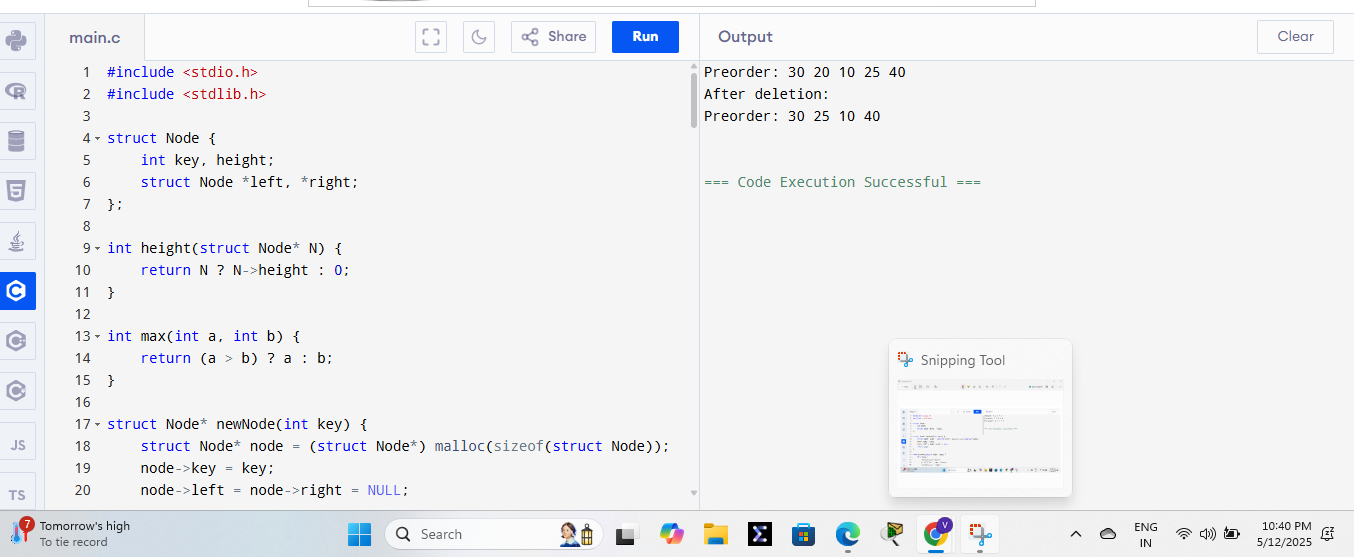 main.c
Share
Run
Output
Clear
1 #include <stdio.h>
2 #include <stdlib.h>
3
4 struct Node {
5 int key, height;
6 struct Node *left, *right;
7 };
8
9 int height(struct Node* N) {
10 return N ? N->height : 0;
11 }
12
13 int max(int a, int b) {
14 return (a > b) ? a : b;
15 }
16
17 struct Node* newNode(int key) {
18 struct Node* node = (struct Node*) malloc(sizeof(struct Node));
19 node->key = key;
20 node->left = node->right = NULL;
Preorder: 30 20 10 25 40
After deletion:
Preorder: 30 25 10 40
=== Code Execution Successful ===
JS
TS
Snipping Tool
7
Tomorrow's high
To tie record
Search
V
ENG
IN
10:40 PM
5/12/2025